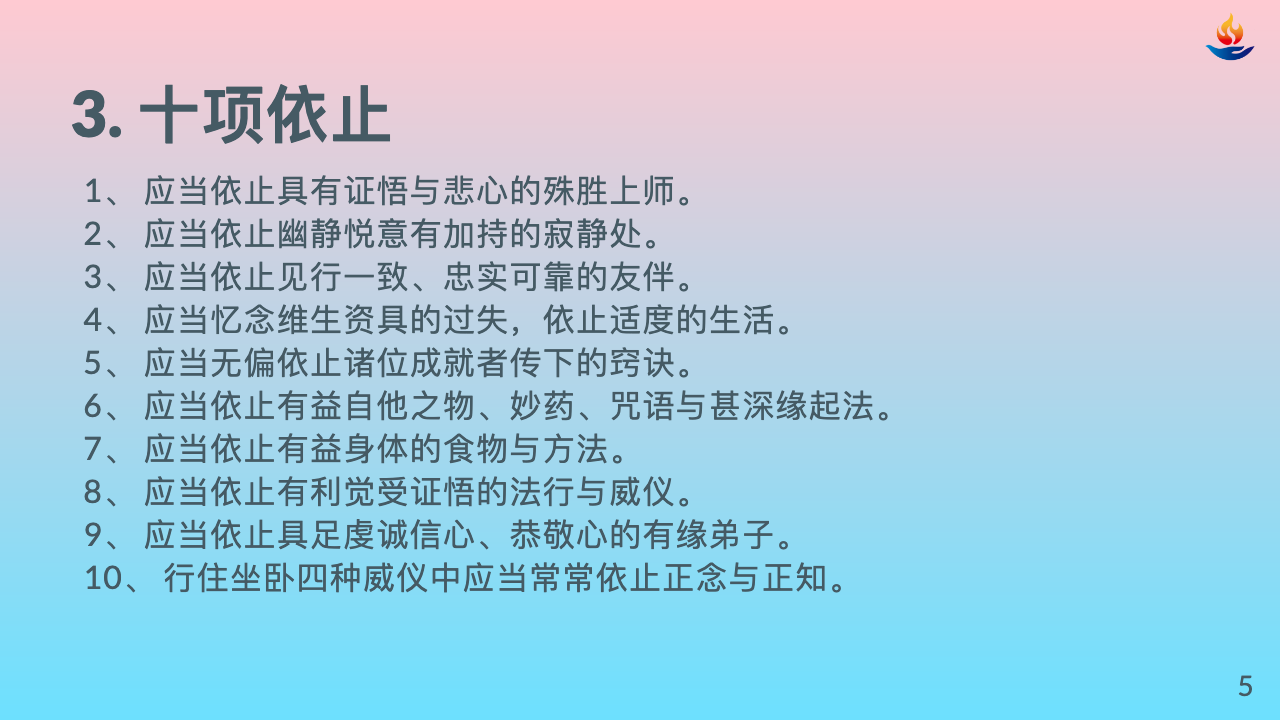 3. 十项依止
1、 应当依止具有证悟与悲心的殊胜上师。
2、 应当依止幽静悦意有加持的寂静处。
3、 应当依止见行一致、忠实可靠的友伴。
4、 应当忆念维生资具的过失，依止适度的生活。
5、 应当无偏依止诸位成就者传下的窍诀。
6、 应当依止有益自他之物、妙药、咒语与甚深缘起法。
7、 应当依止有益身体的食物与方法。
8、 应当依止有利觉受证悟的法行与威仪。
9、 应当依止具足虔诚信心、恭敬心的有缘弟子。
10、 行住坐卧四种威仪中应当常常依止正念与正知。
5